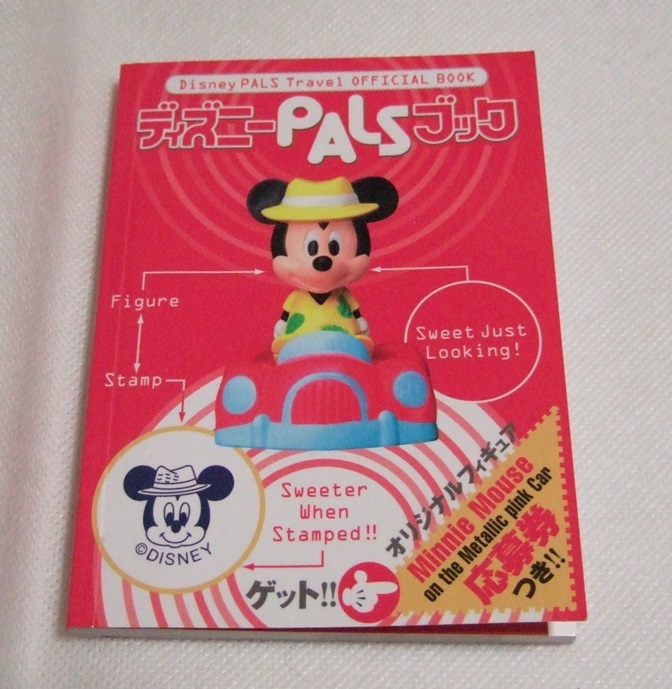 Disney PALS Travel OFFICIAL BOOK
ディズニーPALSブック
Figure
Stamp
Sweet Just
Looking!
©DISNEY
Sweeter
When
Stamped!!
ゲット!!
オリジナルフィギュア
Minnie Mouse
on the Metallic pink Car
応募券
つき!!